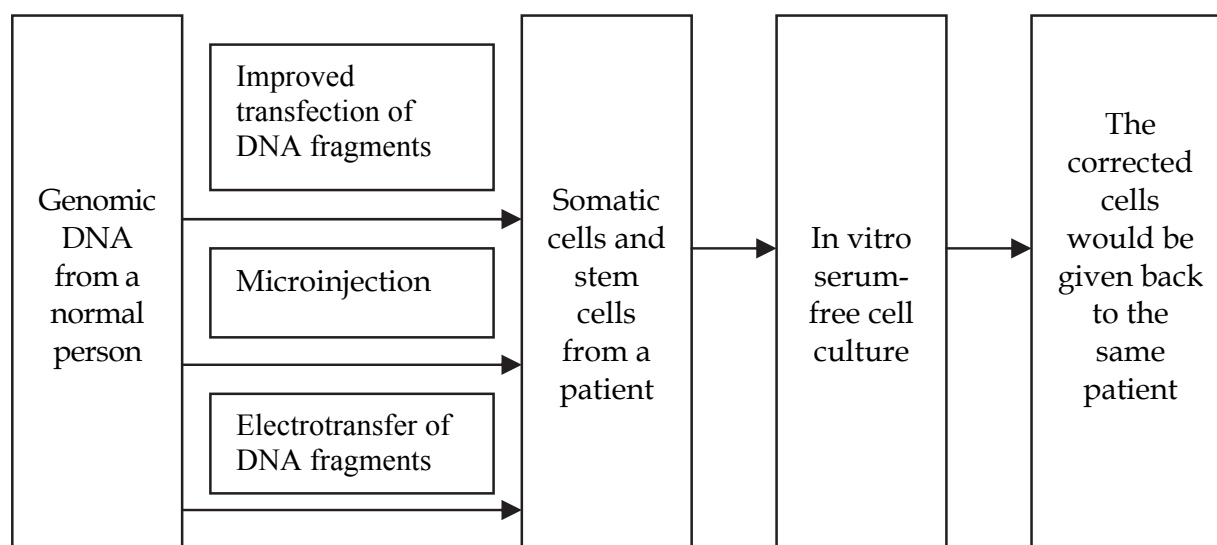 Genomic
DNA
from a
normal
person
Improved
transfection of
DNA fragments
Microinjection
Electrotransfer of
DNA fragments
Somatic
cells and
stem
cells
from a
patient
In vitro
serum-
free cell
culture
The
corrected
cells
would be
given back
to the
same
patient